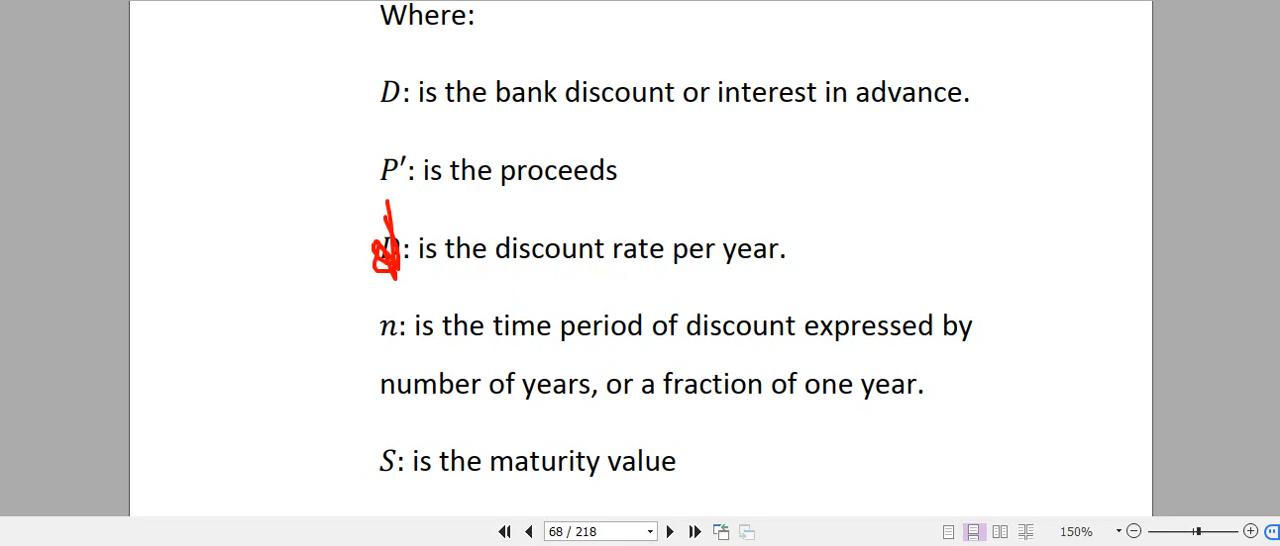 Where:
D: is the bank discount or interest in advance.
P′: is the proceeds
: is the discount rate per year.
n: is the time period of discount expressed by
number of years, or a fraction of one year.
S: is the maturity value
68 / 218
150%